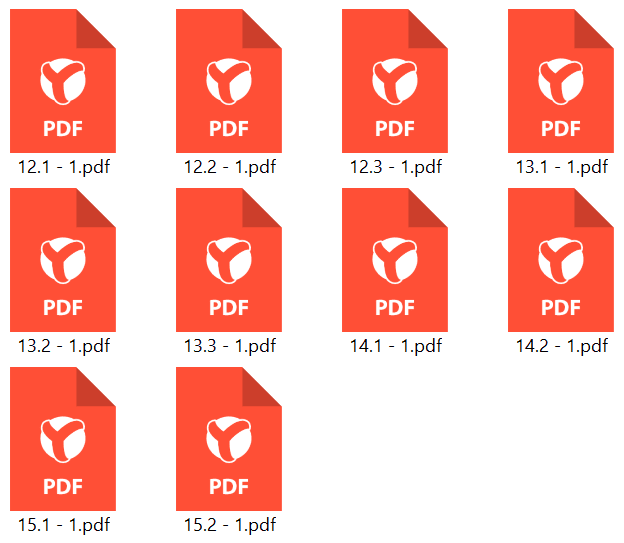 PDF PDF PDF PDF
12.1 - 1.pdf 12.2 - 1.pdf 12.3 - 1.pdf 13.1 - 1.pdf
PDF PDF PDF PDF
13.2 - 1.pdf 13.3 - 1.pdf 14.1 - 1.pdf 14.2 - 1.pdf
PDF PDF
15.1 - 1.pdf 15.2 - 1.pdf